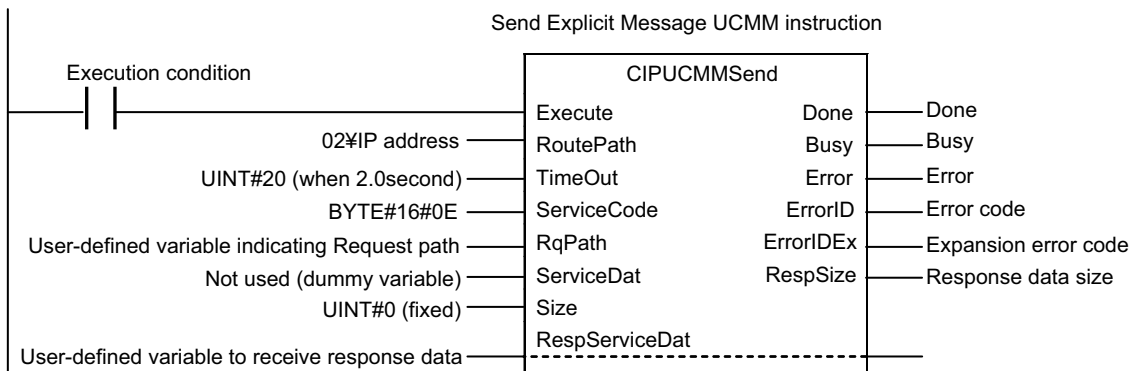 Send Explicit Message UCMM instruction
Execution condition
CIPUCMMSend
Execute Done Done
02¥IP address RoutePath Busy Busy
UINT#20 (when 2.0second) TimeOut Error Error
BYTE#16#0E ServiceCode ErrorID Error code
User-defined variable indicating Request path RqPath ErrorIDEx Expansion error code
Not used (dummy variable) ServiceDat RespSize Response data size
UINT#0 (fixed) Size
RespServiceDat
User-defined variable to receive response data